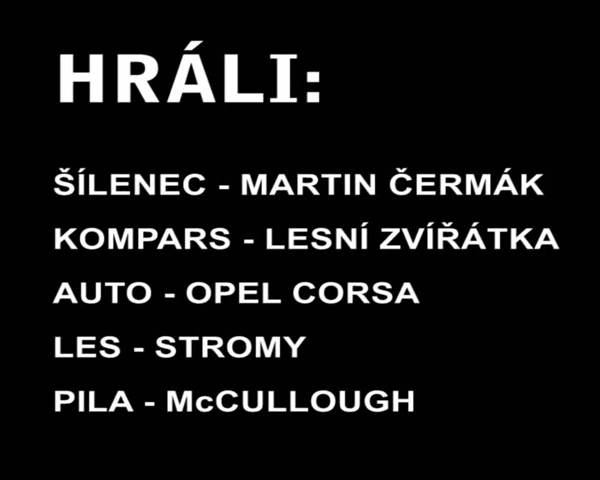 HRÁLI:
ŠÍLENEC - MARTIN ČERMÁK
KOMPARS - LESNÍ ZVÍŘÁTKA
AUTO - OPEL CORSA
LES - STROMY
PILA - McCULLOUGH